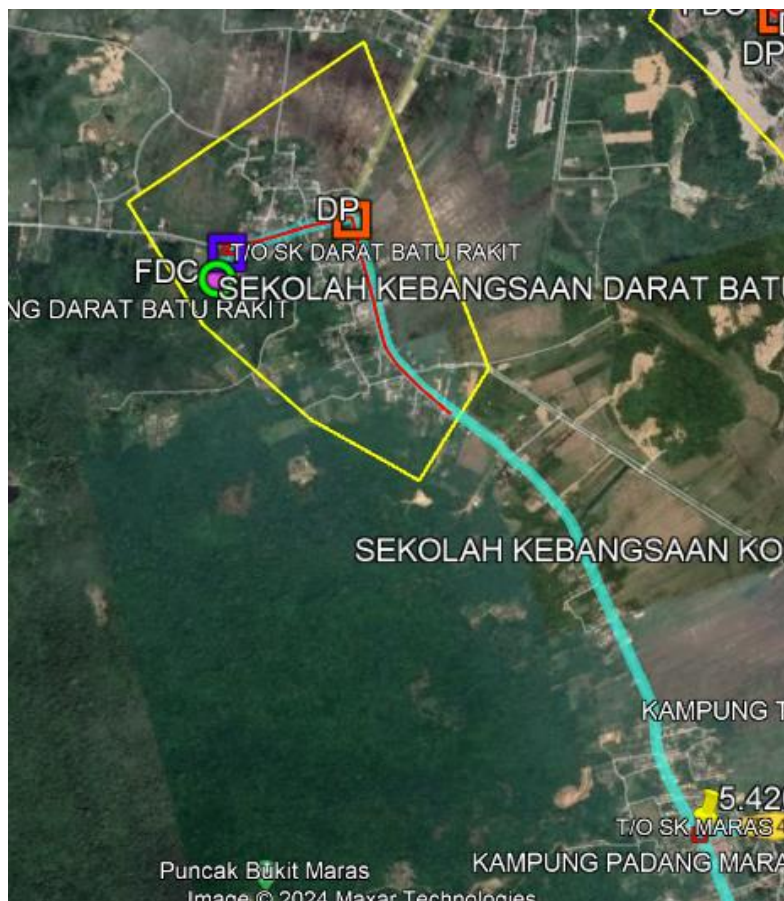 FDC
DP
DP
T/O SK DARAT BATU RAKIT
FDC
SEKOLAH KEBANGSAAN DARAT BATU
NG DARAT BATU RAKIT
SEKOLAH KEBANGSAAN KO
KAMPUNG T
5.42
T/O SK MARAS
KAMPUNG PADANG MARA
Puncak Bukit Maras
Image © 2024 Maxar Technologies